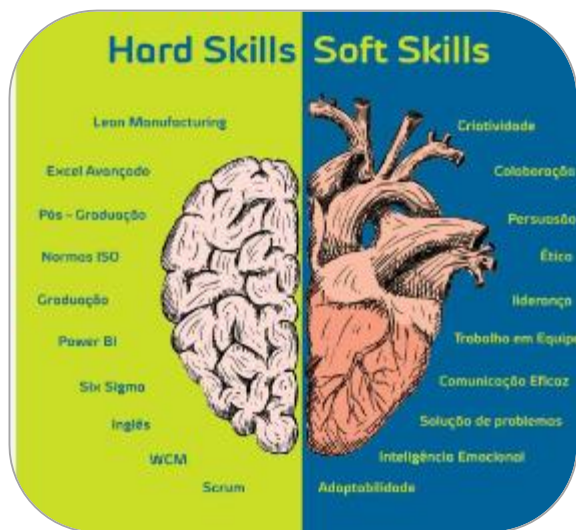 Hard Skills
Lean Manufacturing
Excel Avançado
Pós - Graduação
Normas ISO
Graduação
Power BI
Six Sigma
Inglês
WCM
Scrum
Soft Skills
Criatividade
Colaboração
Persuasão
Ética
liderança
Trabalho em Equipe
Comunicação Eficaz
Solução de problemas
Inteligência Emocional
Adaptabilidade